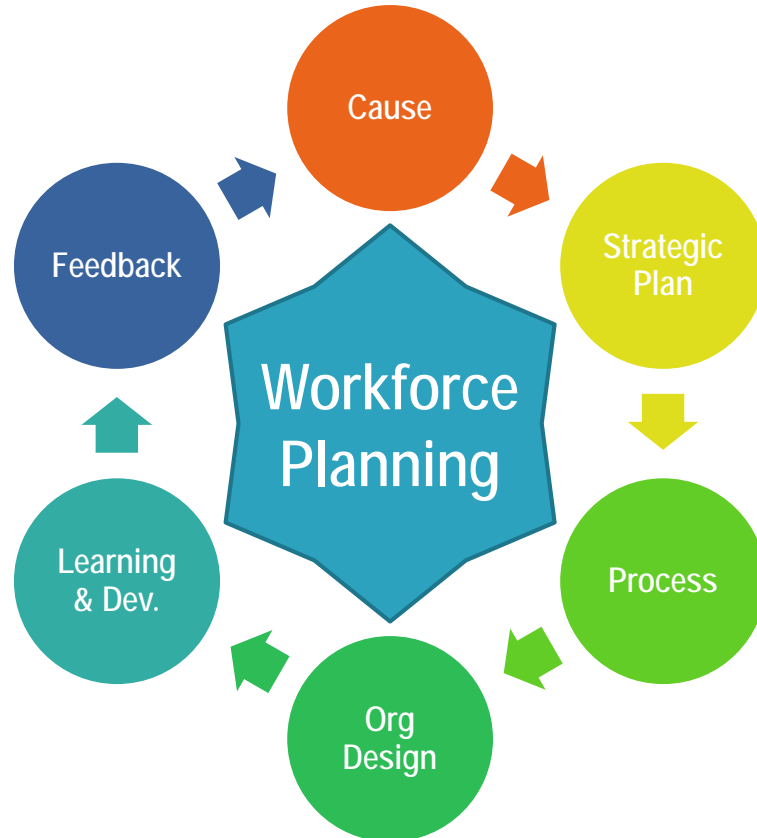 Cause
Strategic
Plan
Process
Org
Design
Learning
& Dev.
Feedback
Workforce
Planning